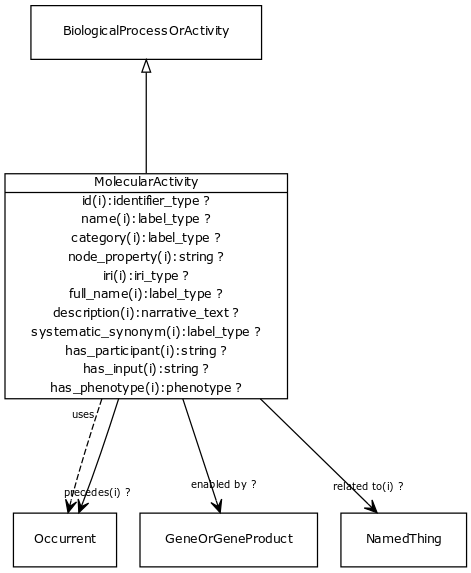 BiologicalProcessOrActivity
MolecularActivity
id(i):identifier_type ?
name(i):label_type ?
category(i):label_type ?
node_property(i):string ?
iri(i):iri_type ?
full_name(i):label_type ?
description(i):narrative_text ?
systematic_synonym(i):label_type ?
has_participant(i):string ?
has_input(i):string ?
has_phenotype(i):phenotype ?
uses
precedes(i) ?
enabled by ?
related to(i) ?
Occurrent
GeneOrGeneProduct
NamedThing